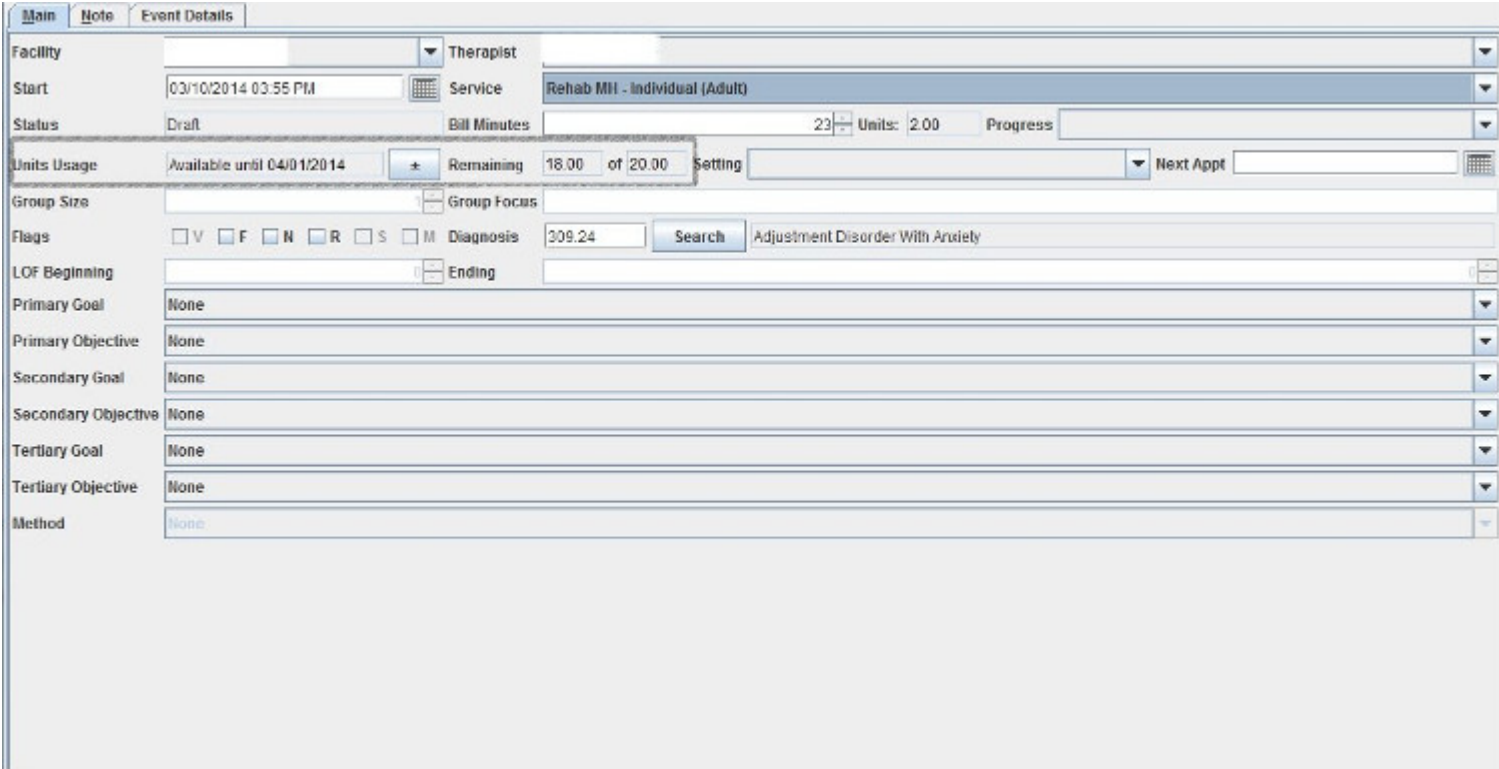 Main Note Event Details
Facility Therapist
Start 03/10/2014 03:55 PM Service Rehab MH - Individual (Adult)
Status Draft Bill Minutes 23 Units: 2.00 Progress
Units Usage Available until 04/01/2014 ± Remaining 18.00 of 20.00 Setting Next Appt
Group Size 1 Group Focus
Flags V F N R S M Diagnosis 309.24 Search Adjustment Disorder With Anxiety
LOF Beginning 0 Ending 0
Primary Goal None
Primary Objective None
Secondary Goal None
Secondary Objective None
Tertiary Goal None
Tertiary Objective None
Method None